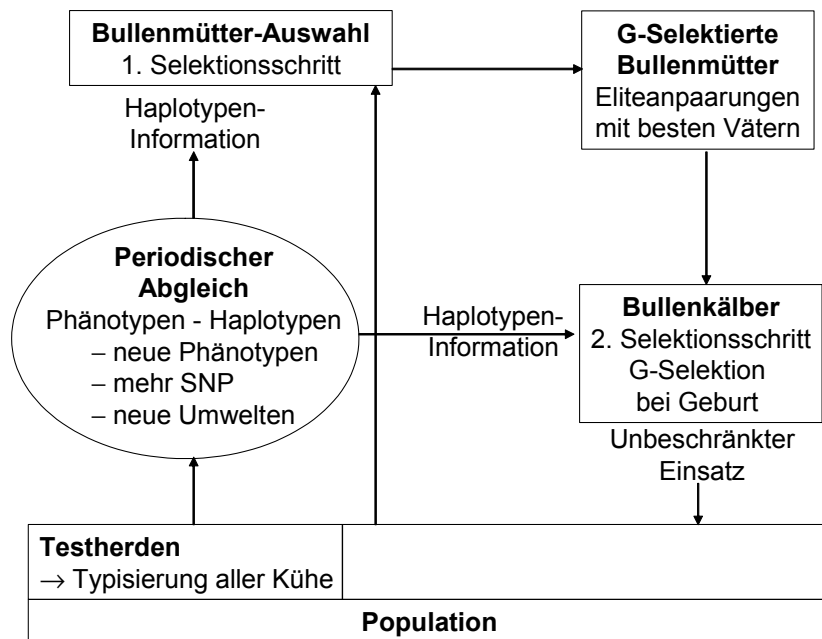 Bullenmütter-Auswahl
1. Selektionsschritt
G-Selektierte
Bullenmütter
Eliteanpaarungen
mit besten Vätern
Haplotypen-
Information
Periodischer
Abgleich
Phänotypen - Haplotypen
– neue Phänotypen
– mehr SNP
– neue Umwelten
Haplotypen-
Information
Bullenkälber
2. Selektionsschritt
G-Selektion
bei Geburt
Unbeschränkter
Einsatz
Testherden
→ Typisierung aller Kühe
Population